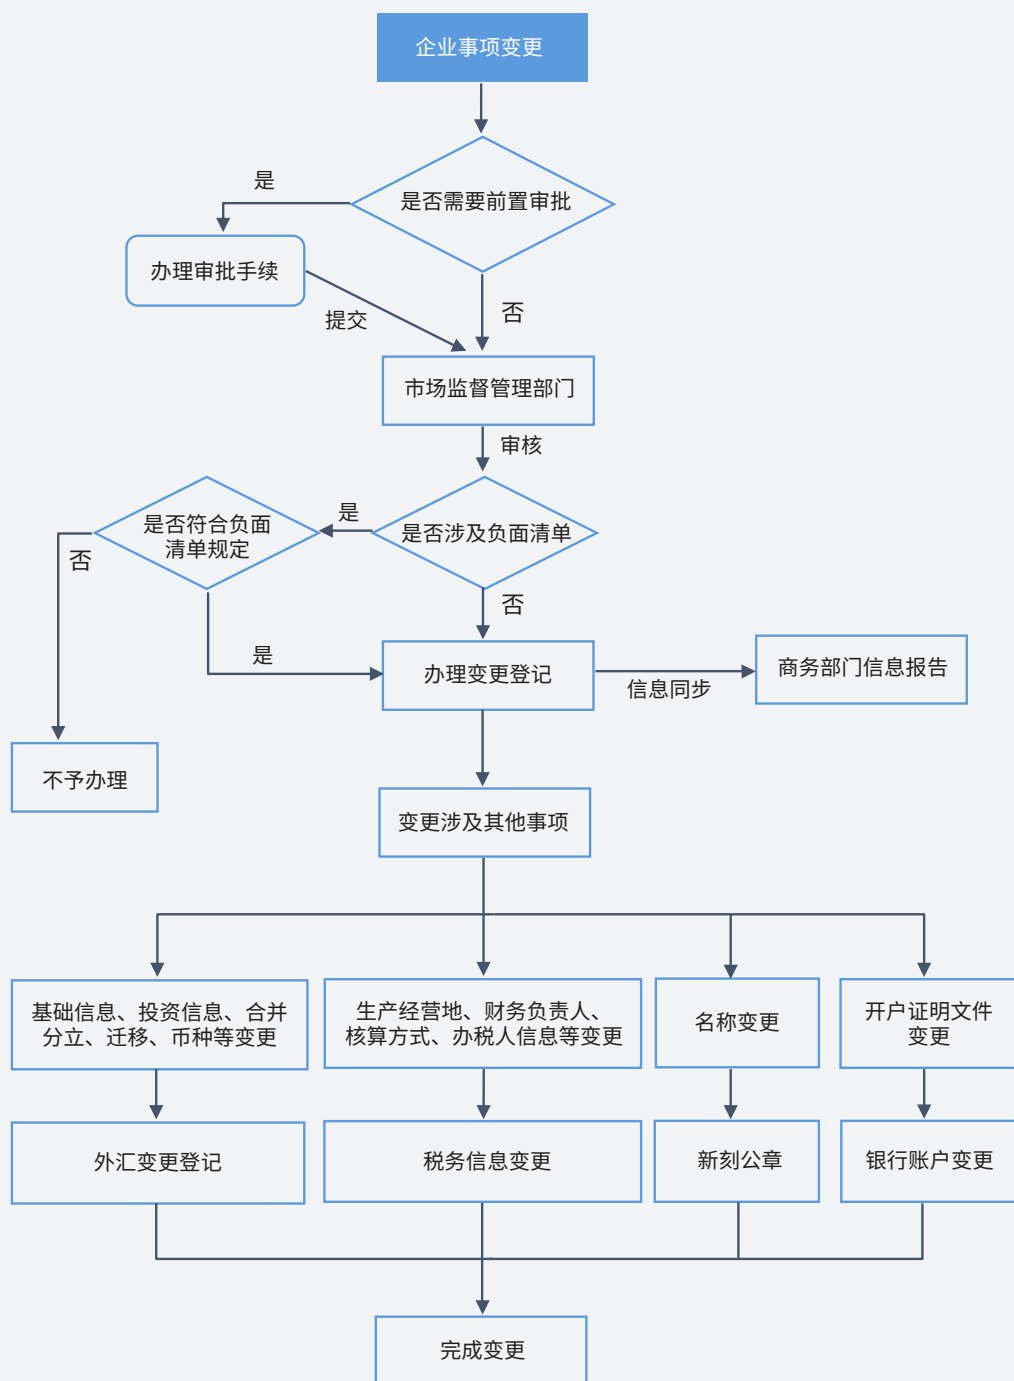 企业事项变更
是
是否需要前置审批
办理审批手续
提交
否
市场监督管理部门
审核
是否符合负面
清单规定
是
是否涉及负面清单
否
否
是
办理变更登记
信息同步
商务部门信息报告
不予办理
变更涉及其他事项
基础信息、投资信息、合并
分立、迁移、币种等变更
生产经营地、财务负责人、
核算方式、办税人信息等变更
名称变更
开户证明文件
变更
外汇变更登记
税务信息变更
新刻公章
银行账户变更
完成变更